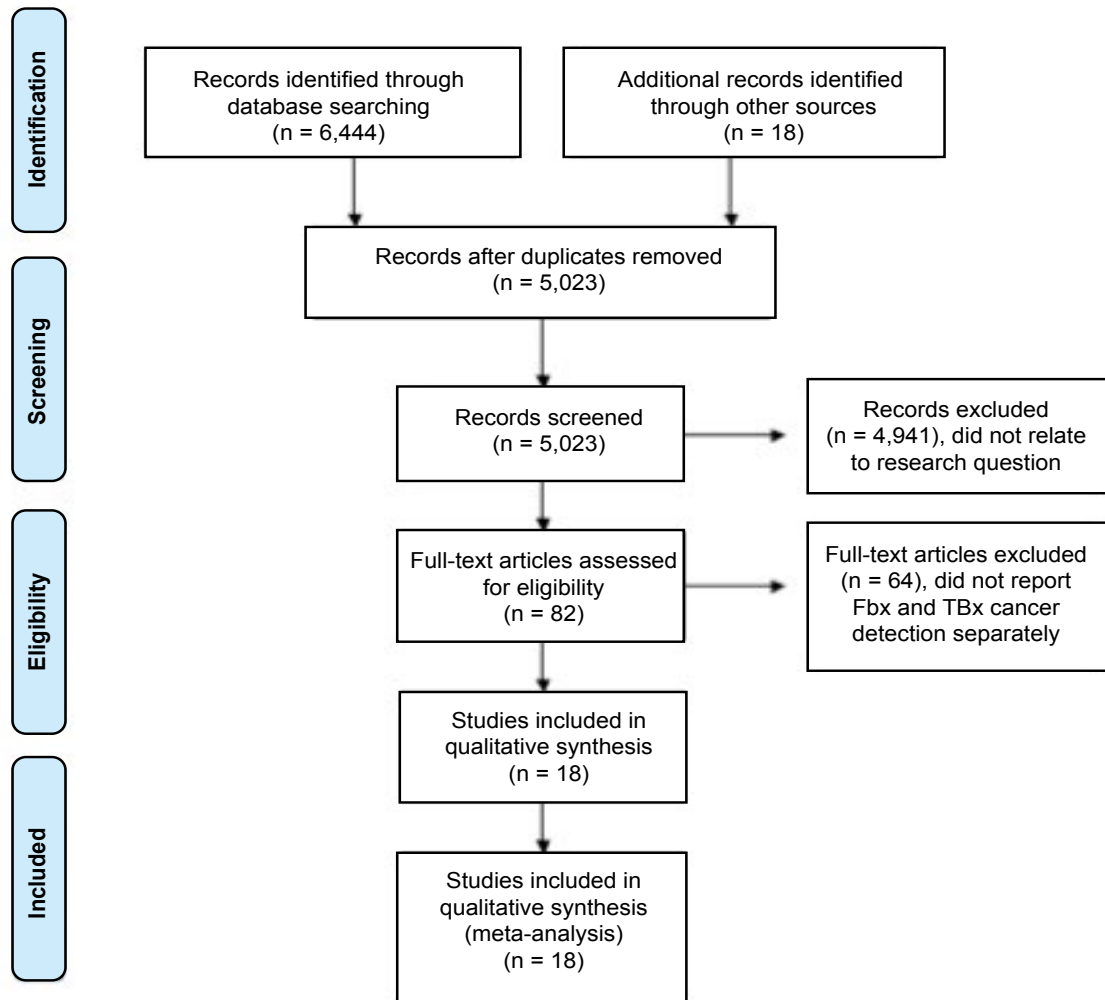 Identification
Records identified through
database searching
(n = 6,444)
Additional records identified
through other sources
(n = 18)
Records after duplicates removed
(n = 5,023)
Screening
Records screened
(n = 5,023)
Records excluded
(n = 4,941), did not relate
to research question
Eligibility
Full-text articles assessed
for eligibility
(n = 82)
Full-text articles excluded
(n = 64), did not report
Fbx and TBx cancer
detection separately
Studies included in
qualitative synthesis
(n = 18)
Included
Studies included in
qualitative synthesis
(meta-analysis)
(n = 18)